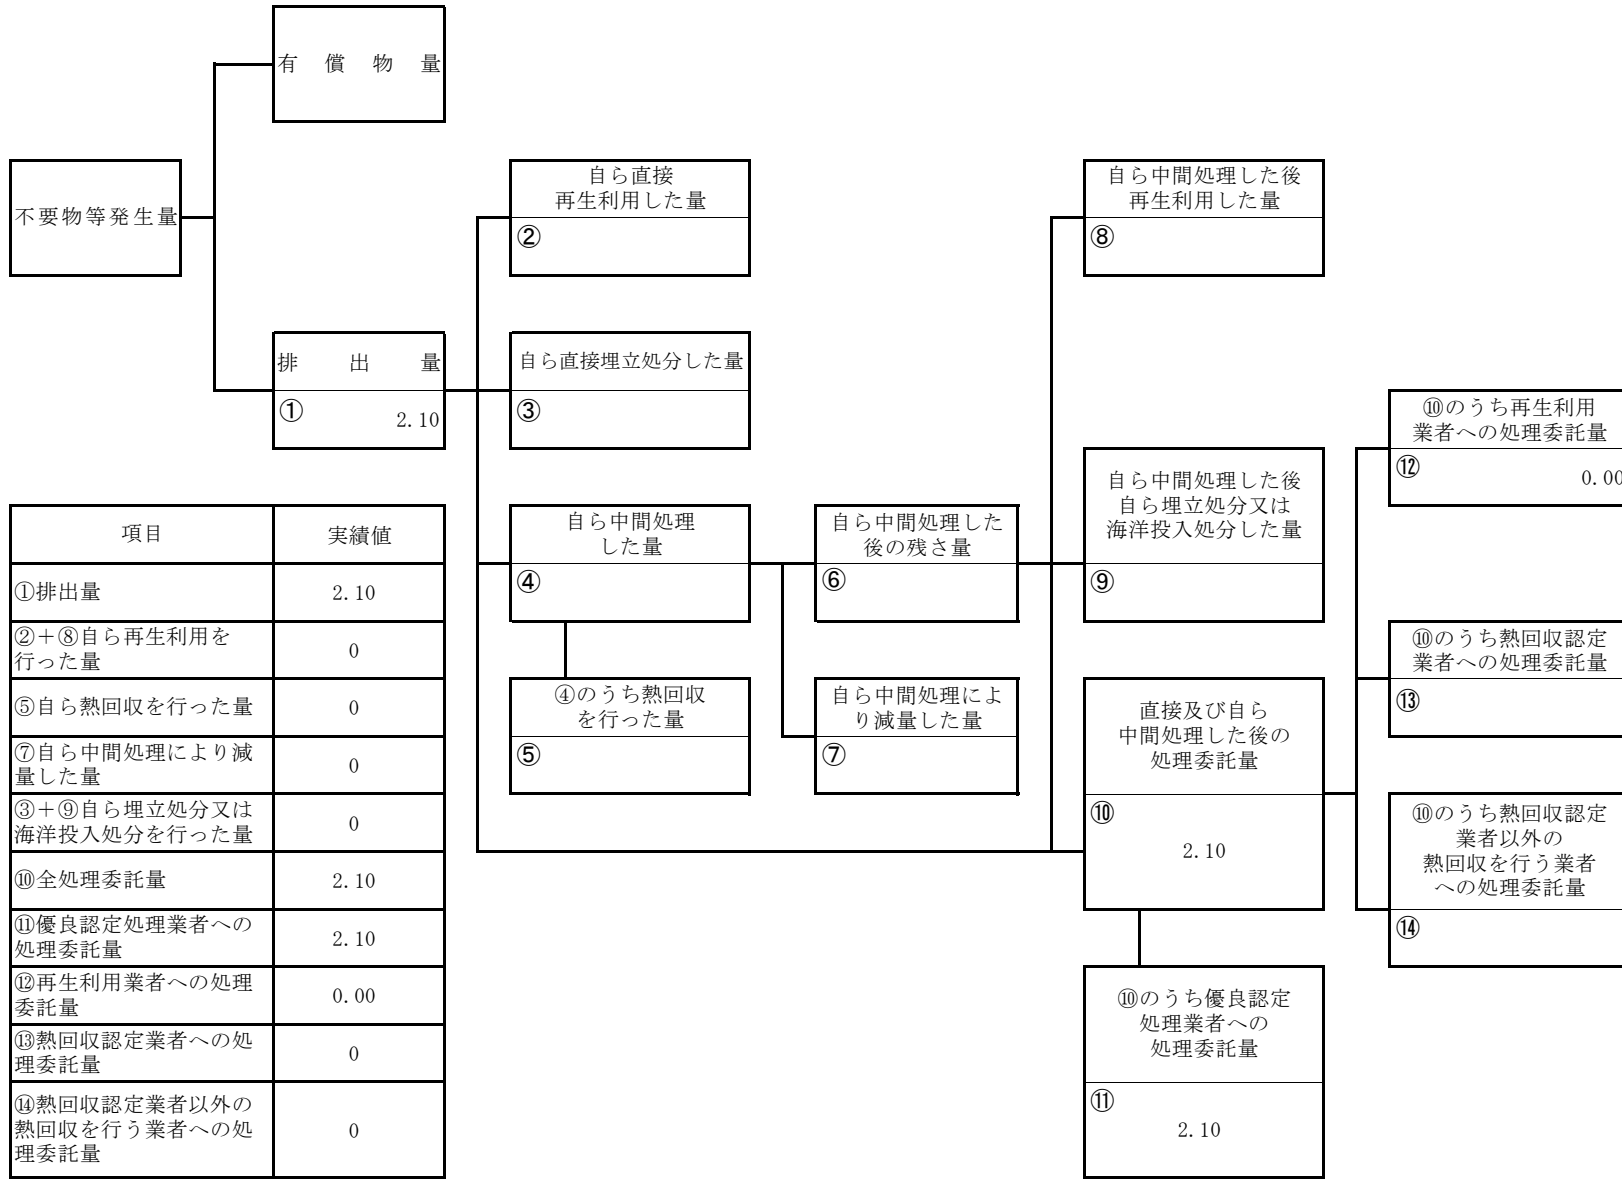 有償物量
不要物等発生量
自ら直接
再生利用した量
②
自ら中間処理した後
再生利用した量
⑧
排出量
①
2.10
自ら直接埋立処分した量
③
⑩のうち再生利用
業者への処理委託量
⑫
0.00
自ら中間処理
した量
④
自ら中間処理した
後の残さ量
⑥
自ら中間処理した後
自ら埋立処分又は
海洋投入処分した量
⑨
⑩のうち熱回収認定
業者への処理委託量
⑬
④のうち熱回収
を行った量
⑤
自ら中間処理によ
り減量した量
⑦
直接及び自ら
中間処理した後の
処理委託量
⑩
2.10
⑩のうち熱回収認定
業者以外の
熱回収を行う業者
への処理委託量
⑭
⑩のうち優良認定
処理業者への
処理委託量
⑪
2.10
項目 実績値
①排出量 2.10
②＋⑧自ら再生利用を
行った量
0
⑤自ら熱回収を行った量 0
⑦自ら中間処理により減
量した量
0
③＋⑨自ら埋立処分又は
海洋投入処分を行った量
0
⑩全処理委託量 2.10
⑪優良認定処理業者への
処理委託量
2.10
⑫再生利用業者への処理
委託量
0.00
⑬熱回収認定業者への処
理委託量
0
⑭熱回収認定業者以外の
熱回収を行う業者への処
理委託量
0